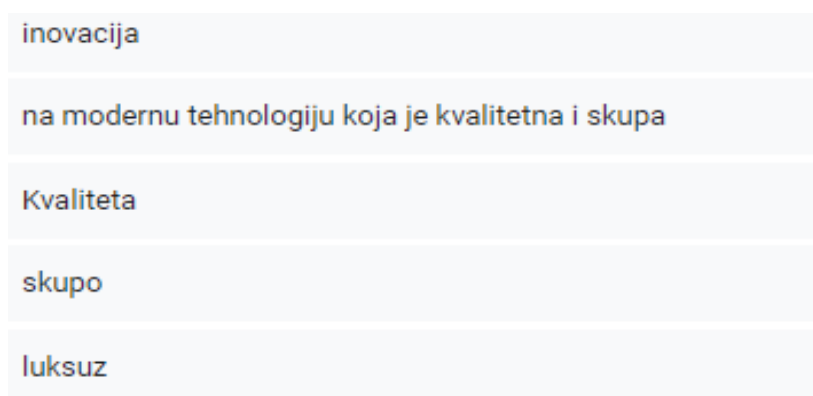 inovacija
na modernu tehnologiju koja je kvalitetna i skupa
Kvaliteta
skupo
luksuz